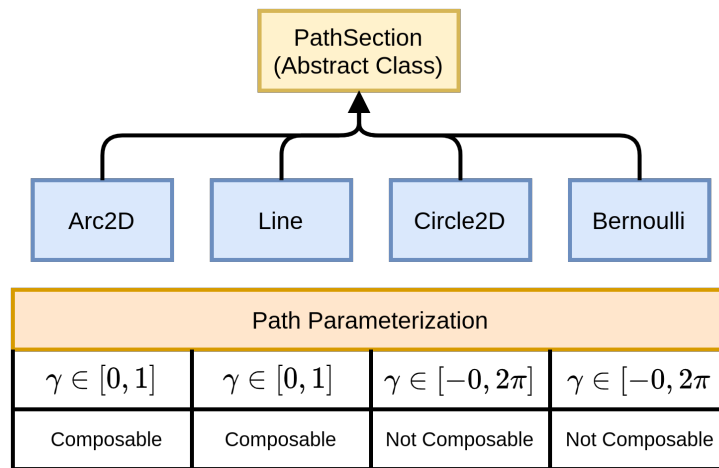 PathSection
(Abstract Class)
Arc2D
Line
Circle2D
Bernoulli
Path Parameterization
γ ∈ [0, 1]
γ ∈ [0, 1]
γ ∈ [−0, 2π]
γ ∈ [−0, 2π
Composable
Composable
Not Composable
Not Composable